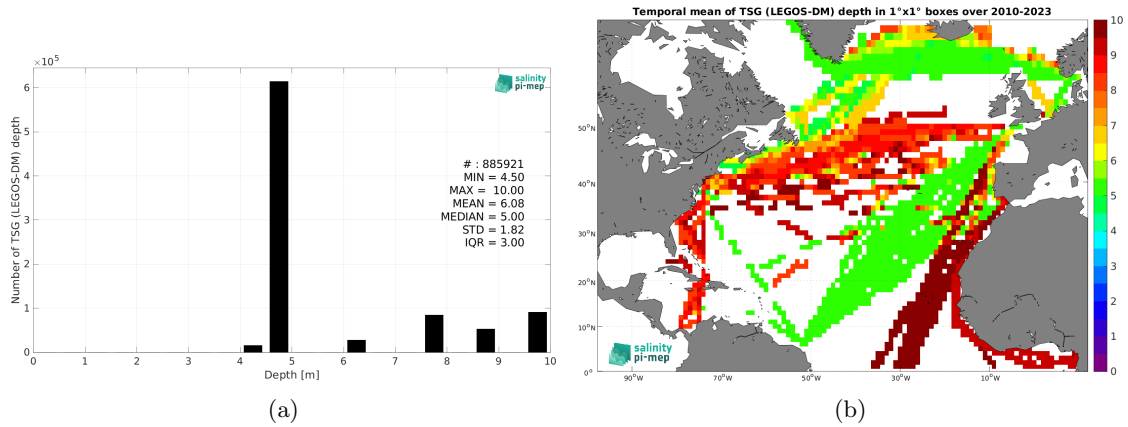 ×10⁵
6
5
4
3
2
1
0
0 1 2 3 4 5 6 7 8 9 10
Number of TSG (LEGOS-DM) depth
Depth [m]
salinity
pi-mep
# : 885921
MIN = 4.50
MAX = 10.00
MEAN = 6.08
MEDIAN = 5.00
STD = 1.82
IQR = 3.00
(a)
Temporal mean of TSG (LEGOS-DM) depth in 1°x1° boxes over 2010-2023
50°N
40°N
30°N
20°N
10°N
0°
90°W 70°W 50°W 30°W 10°W
salinity
pi-mep
10
9
8
7
6
5
4
3
2
1
0
(b)